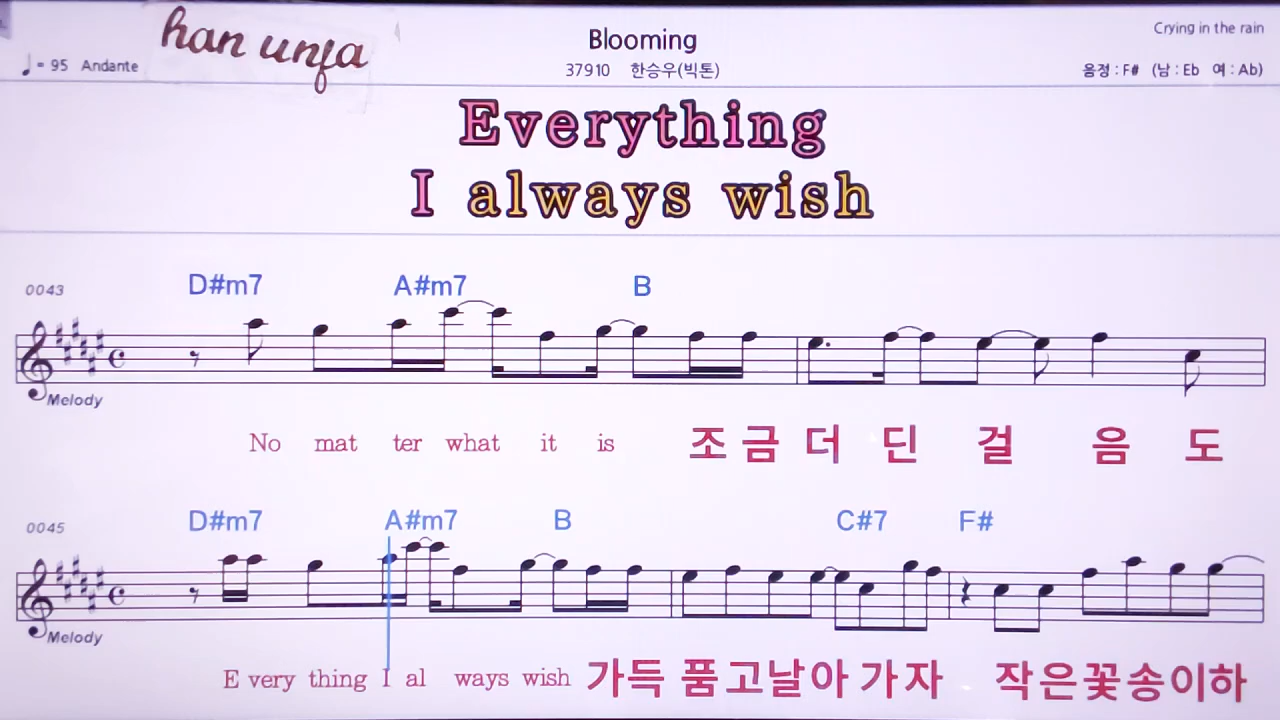 han unfa
Blooming
Crying in the rain
♩= 95 Andante
37910 한승우(빅톤)
음정 : F# (남 : Eb 여 : Ab)
Everything
I always wish
0043 D#m7 A#m7 B
Melody
No mat ter what it is 조 금 더 딘 걸 음 도
0045 D#m7 A#m7 B C#7 F#
Melody
E very thing I al ways wish 가득 품고날아 가자 작은꽃송이하